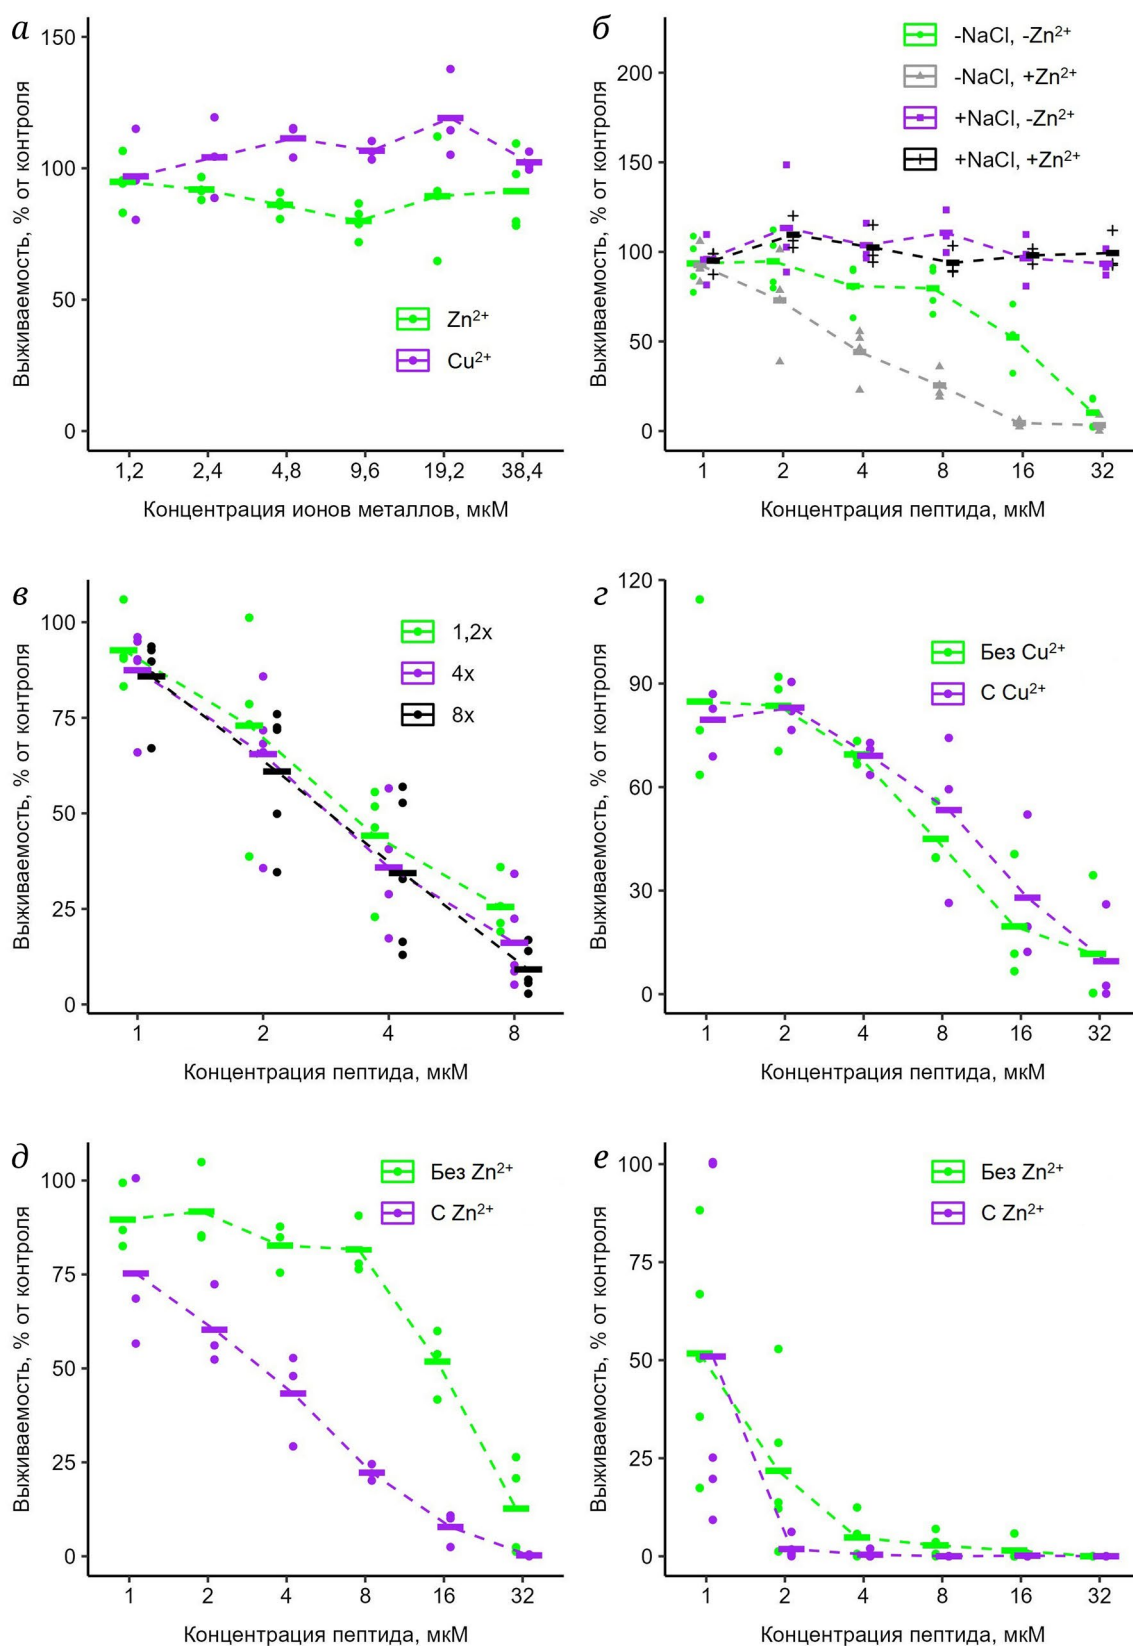 а
150
100
50
0
Выживаемость, % от контроля
Zn²⁺
Cu²⁺
1,2 2,4 4,8 9,6 19,2 38,4
Концентрация ионов металлов, мкМ
б
200
150
100
50
0
Выживаемость, % от контроля
-NaCl, -Zn²⁺
-NaCl, +Zn²⁺
+NaCl, -Zn²⁺
+NaCl, +Zn²⁺
1 2 4 8 16 32
Концентрация пептида, мкМ
в
100
75
50
25
0
Выживаемость, % от контроля
1,2x
4x
8x
1 2 4 8
Концентрация пептида, мкМ
г
120
90
60
30
0
Выживаемость, % от контроля
Без Cu²⁺
С Cu²⁺
1 2 4 8 16 32
Концентрация пептида, мкМ
д
100
75
50
25
0
Выживаемость, % от контроля
Без Zn²⁺
С Zn²⁺
1 2 4 8 16 32
Концентрация пептида, мкМ
е
100
75
50
25
0
Выживаемость, % от контроля
Без Zn²⁺
С Zn²⁺
1 2 4 8 16 32
Концентрация пептида, мкМ